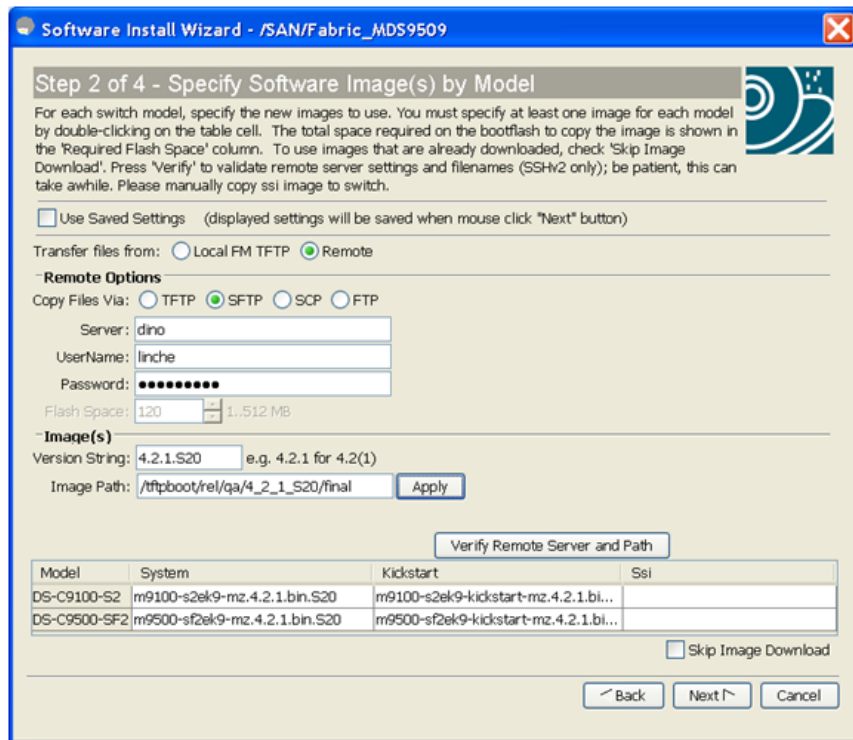 Software Install Wizard - /SAN/Fabric_MDS9509
Step 2 of 4 - Specify Software Image(s) by Model
For each switch model, specify the new images to use. You must specify at least one image for each model
by double-clicking on the table cell. The total space required on the bootflash to copy the image is shown in
the 'Required Flash Space' column. To use images that are already downloaded, check 'Skip Image
Download'. Press 'Verify' to validate remote server settings and filenames (SSHv2 only); be patient, this can
take awhile. Please manually copy ssi image to switch.
Use Saved Settings (displayed settings will be saved when mouse click "Next" button)
Transfer files from: Local FM TFTP Remote
Remote Options
Copy Files Via: TFTP SFTP SCP FTP
Server: dino
UserName: linche
Password: •••••••••
Flash Space: 120 1..512 MB
Image(s)
Version String: 4.2.1.S20 e.g. 4.2.1 for 4.2(1)
Image Path: /tftpboot/rel/qa/4_2_1_S20/final Apply
Verify Remote Server and Path
Model System Kickstart Ssi
DS-C9100-S2 m9100-s2ek9-mz.4.2.1.bin.S20 m9100-s2ek9-kickstart-mz.4.2.1.bi...
DS-C9500-SF2 m9500-sf2ek9-mz.4.2.1.bin.S20 m9500-sf2ek9-kickstart-mz.4.2.1.bi...
Skip Image Download
Back Next Cancel